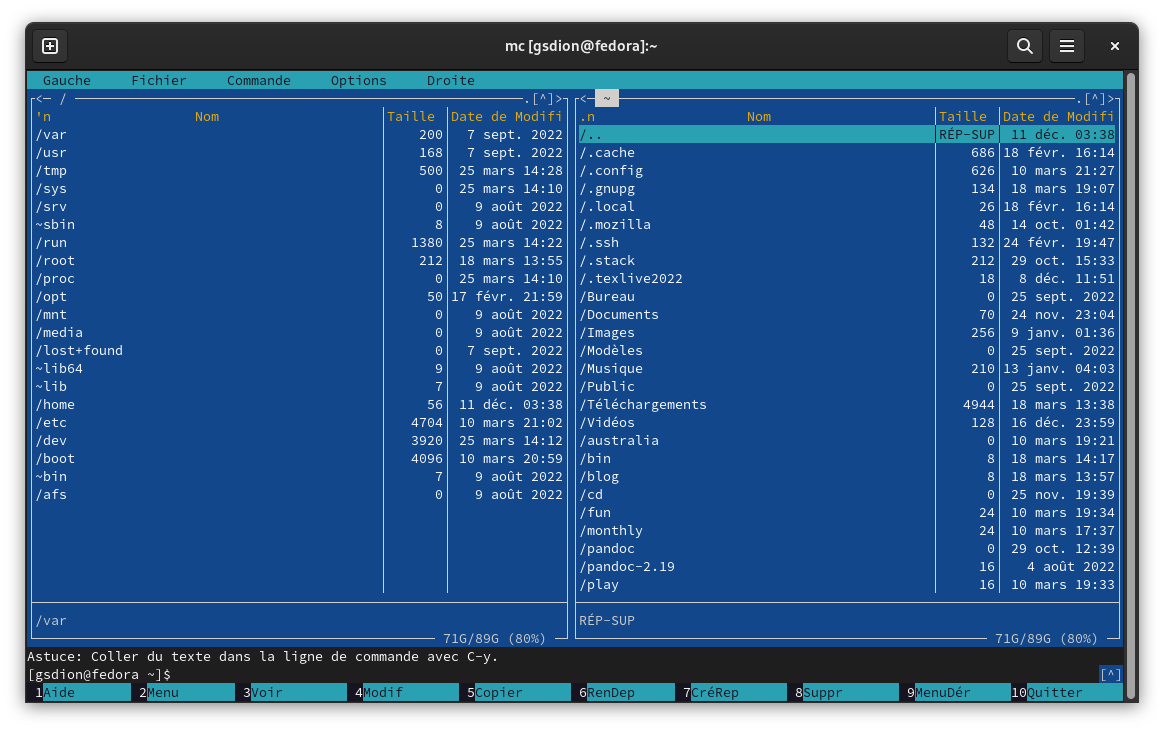 mc [gsdion@fedora]:~
Gauche Fichier Commande Options Droite
<─ / .[^]>
'n Nom Taille Date de Modifi
/var 200 7 sept. 2022
/usr 168 7 sept. 2022
/tmp 500 25 mars 14:28
/sys 0 25 mars 14:10
/srv 0 9 août 2022
~sbin 8 9 août 2022
/run 1380 25 mars 14:22
/root 212 18 mars 13:55
/proc 0 25 mars 14:10
/opt 50 17 févr. 21:59
/mnt 0 9 août 2022
/media 0 9 août 2022
/lost+found 0 7 sept. 2022
~lib64 9 9 août 2022
~lib 7 9 août 2022
/home 56 11 déc. 03:38
/etc 4704 10 mars 21:02
/dev 3920 25 mars 14:12
/boot 4096 10 mars 20:59
~bin 7 9 août 2022
/afs 0 9 août 2022
/var
71G/89G (80%)
<─ ~ .[^]>
.n Nom Taille Date de Modifi
/.. RÉP-SUP 11 déc. 03:38
/.cache 686 18 févr. 16:14
/.config 626 10 mars 21:27
/.gnupg 134 18 mars 19:07
/.local 26 18 févr. 16:14
/.mozilla 48 14 oct. 01:42
/.ssh 132 24 févr. 19:47
/.stack 212 29 oct. 15:33
/.texlive2022 18 8 déc. 11:51
/Bureau 0 25 sept. 2022
/Documents 70 24 nov. 23:04
/Images 256 9 janv. 01:36
/Modèles 0 25 sept. 2022
/Musique 210 13 janv. 04:03
/Public 0 25 sept. 2022
/Téléchargements 4944 18 mars 13:38
/Vidéos 128 16 déc. 23:59
/australia 0 10 mars 19:21
/bin 8 18 mars 14:17
/blog 8 18 mars 13:57
/cd 0 25 nov. 19:39
/fun 24 10 mars 19:34
/monthly 24 10 mars 17:37
/pandoc 0 29 oct. 12:39
/pandoc-2.19 16 4 août 2022
/play 16 10 mars 19:33
RÉP-SUP
71G/89G (80%)
Astuce: Coller du texte dans la ligne de commande avec C-y.
[gsdion@fedora ~]$ [^]
1Aide 2Menu 3Voir 4Modif 5Copier 6RenDep 7CréRep 8Suppr 9MenuDér 10Quitter